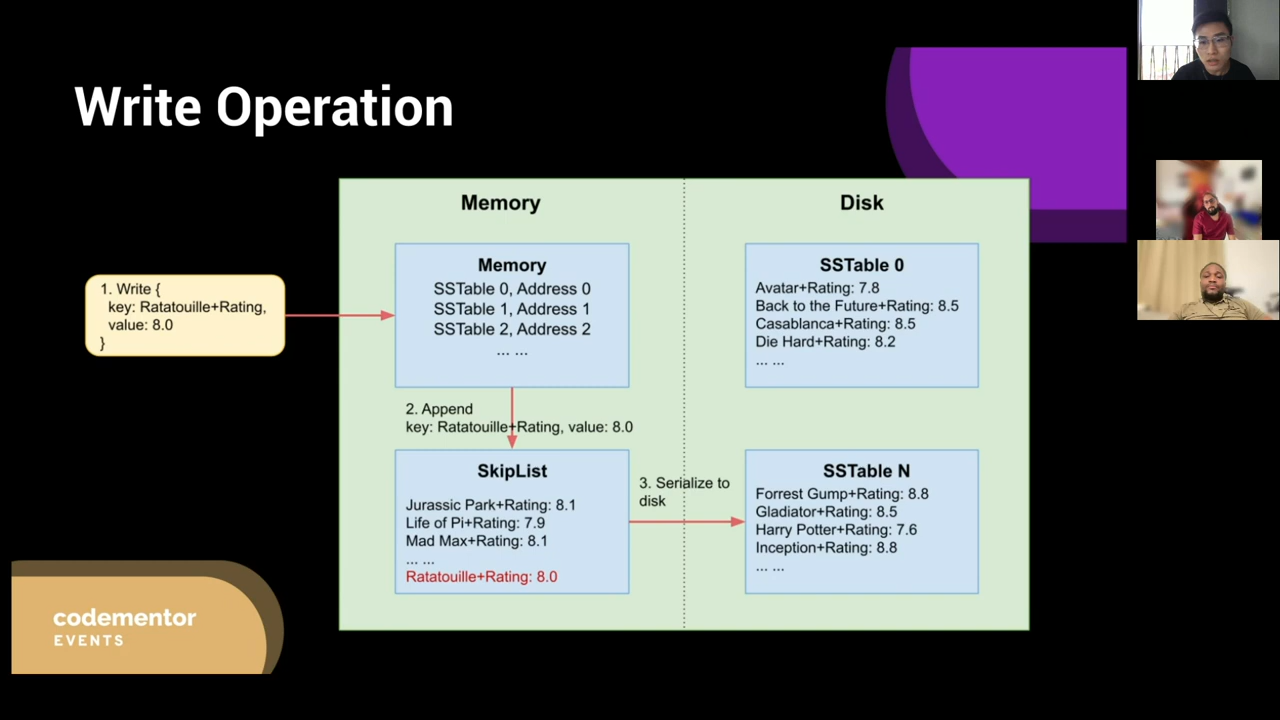 Write Operation
Memory
Disk
1. Write {
key: Ratatouille+Rating,
value: 8.0
}
Memory
SSTable 0, Address 0
SSTable 1, Address 1
SSTable 2, Address 2
... ...
SSTable 0
Avatar+Rating: 7.8
Back to the Future+Rating: 8.5
Casablanca+Rating: 8.5
Die Hard+Rating: 8.2
... ...
2. Append
key: Ratatouille+Rating, value: 8.0
SkipList
Jurassic Park+Rating: 8.1
Life of Pi+Rating: 7.9
Mad Max+Rating: 8.1
... ...
Ratatouille+Rating: 8.0
3. Serialize to
disk
SSTable N
Forrest Gump+Rating: 8.8
Gladiator+Rating: 8.5
Harry Potter+Rating: 7.6
Inception+Rating: 8.8
... ...
codementor
EVENTS